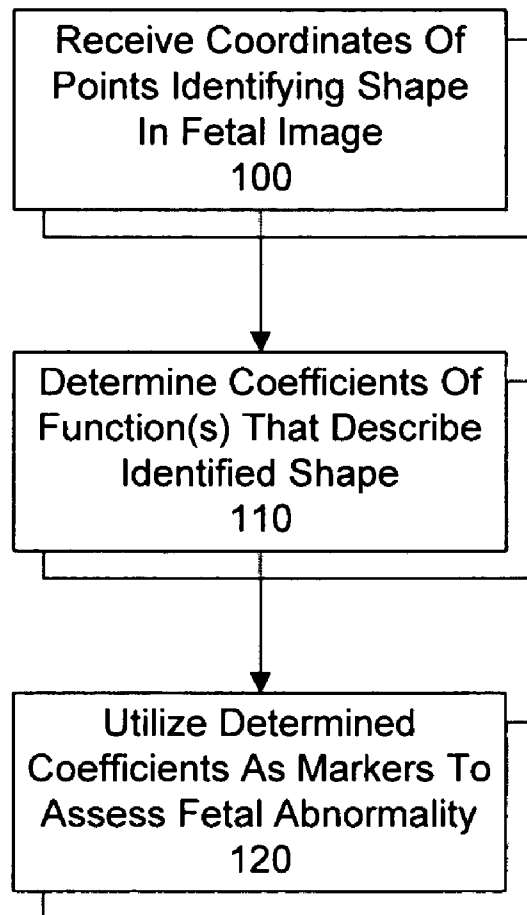 Receive Coordinates Of
Points Identifying Shape
In Fetal Image
100
Determine Coefficients Of
Function(s) That Describe
Identified Shape
110
Utilize Determined
Coefficients As Markers To
Assess Fetal Abnormality
120